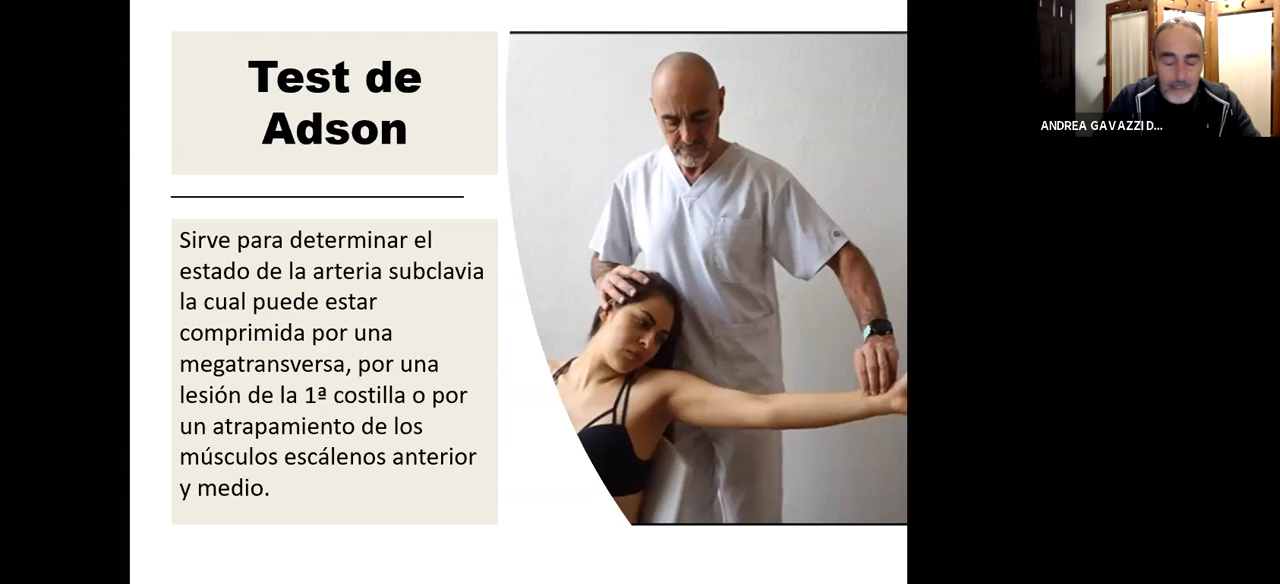 Test de
Adson
Sirve para determinar el
estado de la arteria subclavia
la cual puede estar
comprimida por una
megatransversa, por una
lesión de la 1ª costilla o por
un atrapamiento de los
músculos escálenos anterior
y medio.
ANDREA GAVAZZI D...